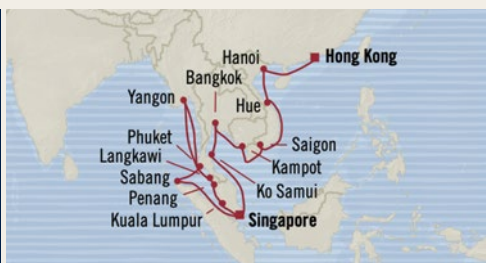 Hanoi
Hong Kong
Bangkok
Yangon
Hue
Phuket
Saigon
Langkawi
Kampot
Sabang
Ko Samui
Penang
Kuala Lumpur
Singapore